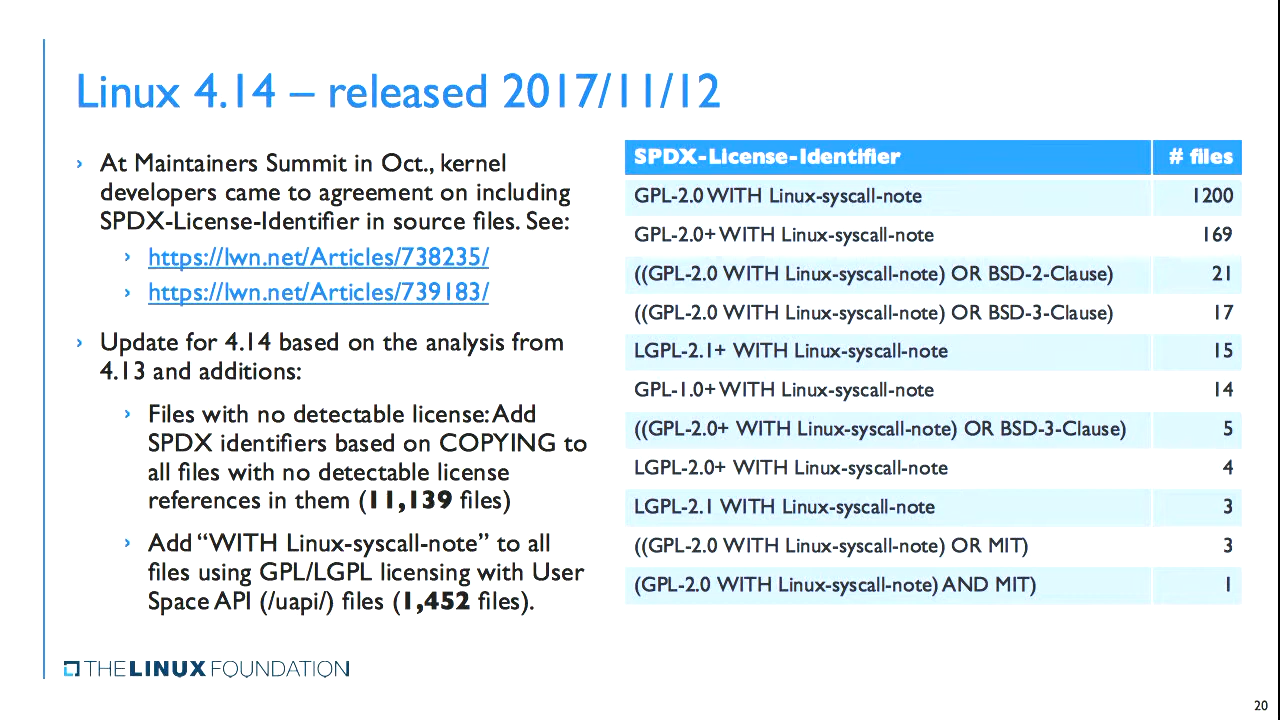 Linux 4.14 – released 2017/11/12
› At Maintainers Summit in Oct., kernel
developers came to agreement on including
SPDX-License-Identifier in source files. See:
› https://lwn.net/Articles/738235/
› https://lwn.net/Articles/739183/
› Update for 4.14 based on the analysis from
4.13 and additions:
› Files with no detectable license: Add
SPDX identifiers based on COPYING to
all files with no detectable license
references in them (11,139 files)
› Add “WITH Linux-syscall-note” to all
files using GPL/LGPL licensing with User
Space API (/uapi/) files (1,452 files).
SPDX-License-Identifier # files
GPL-2.0 WITH Linux-syscall-note 1200
GPL-2.0+ WITH Linux-syscall-note 169
((GPL-2.0 WITH Linux-syscall-note) OR BSD-2-Clause) 21
((GPL-2.0 WITH Linux-syscall-note) OR BSD-3-Clause) 17
LGPL-2.1+ WITH Linux-syscall-note 15
GPL-1.0+ WITH Linux-syscall-note 14
((GPL-2.0+ WITH Linux-syscall-note) OR BSD-3-Clause) 5
LGPL-2.0+ WITH Linux-syscall-note 4
LGPL-2.1 WITH Linux-syscall-note 3
((GPL-2.0 WITH Linux-syscall-note) OR MIT) 3
(GPL-2.0 WITH Linux-syscall-note) AND MIT) 1
THE LINUX FOUNDATION
20